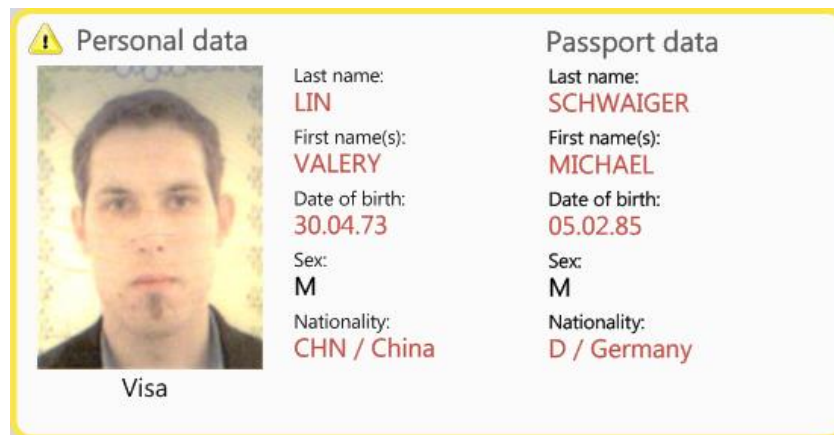 Personal data
Last name:
LIN
First name(s):
VALERY
Date of birth:
30.04.73
Sex:
M
Nationality:
CHN / China
Visa
Passport data
Last name:
SCHWAIGER
First name(s):
MICHAEL
Date of birth:
05.02.85
Sex:
M
Nationality:
D / Germany